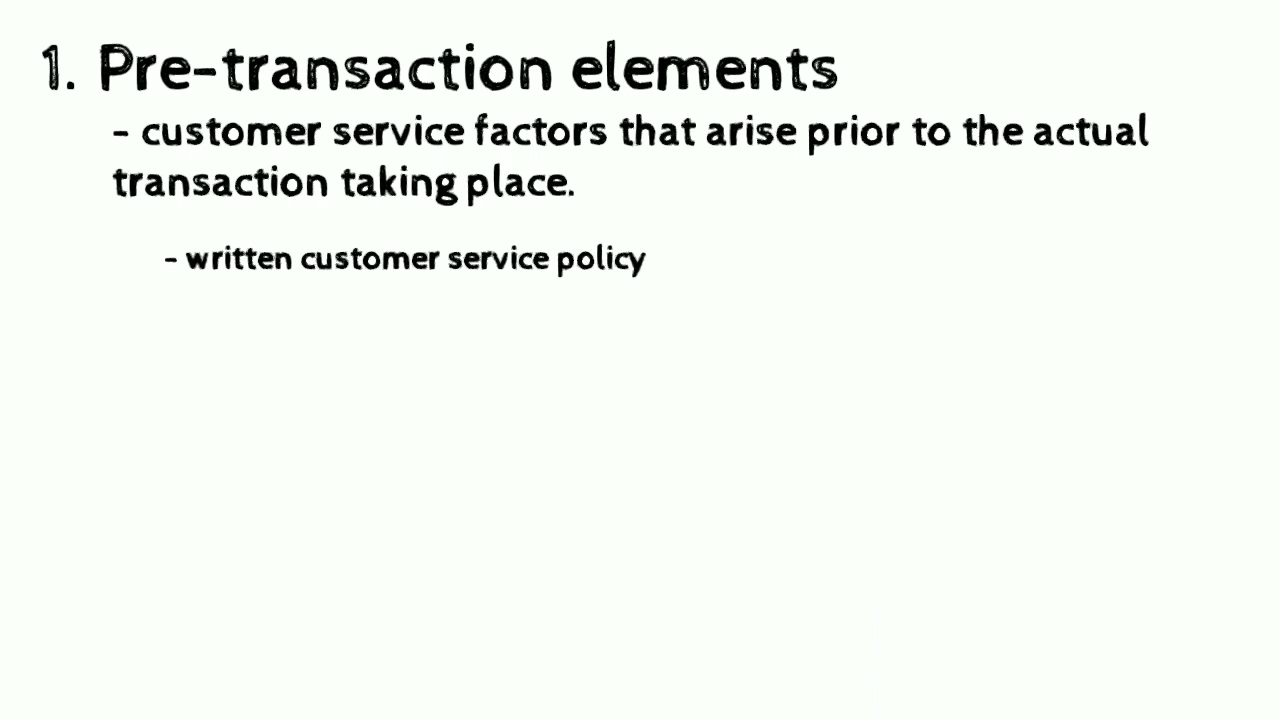 1. Pre-transaction elements
- customer service factors that arise prior to the actual
transaction taking place.
- written customer service policy